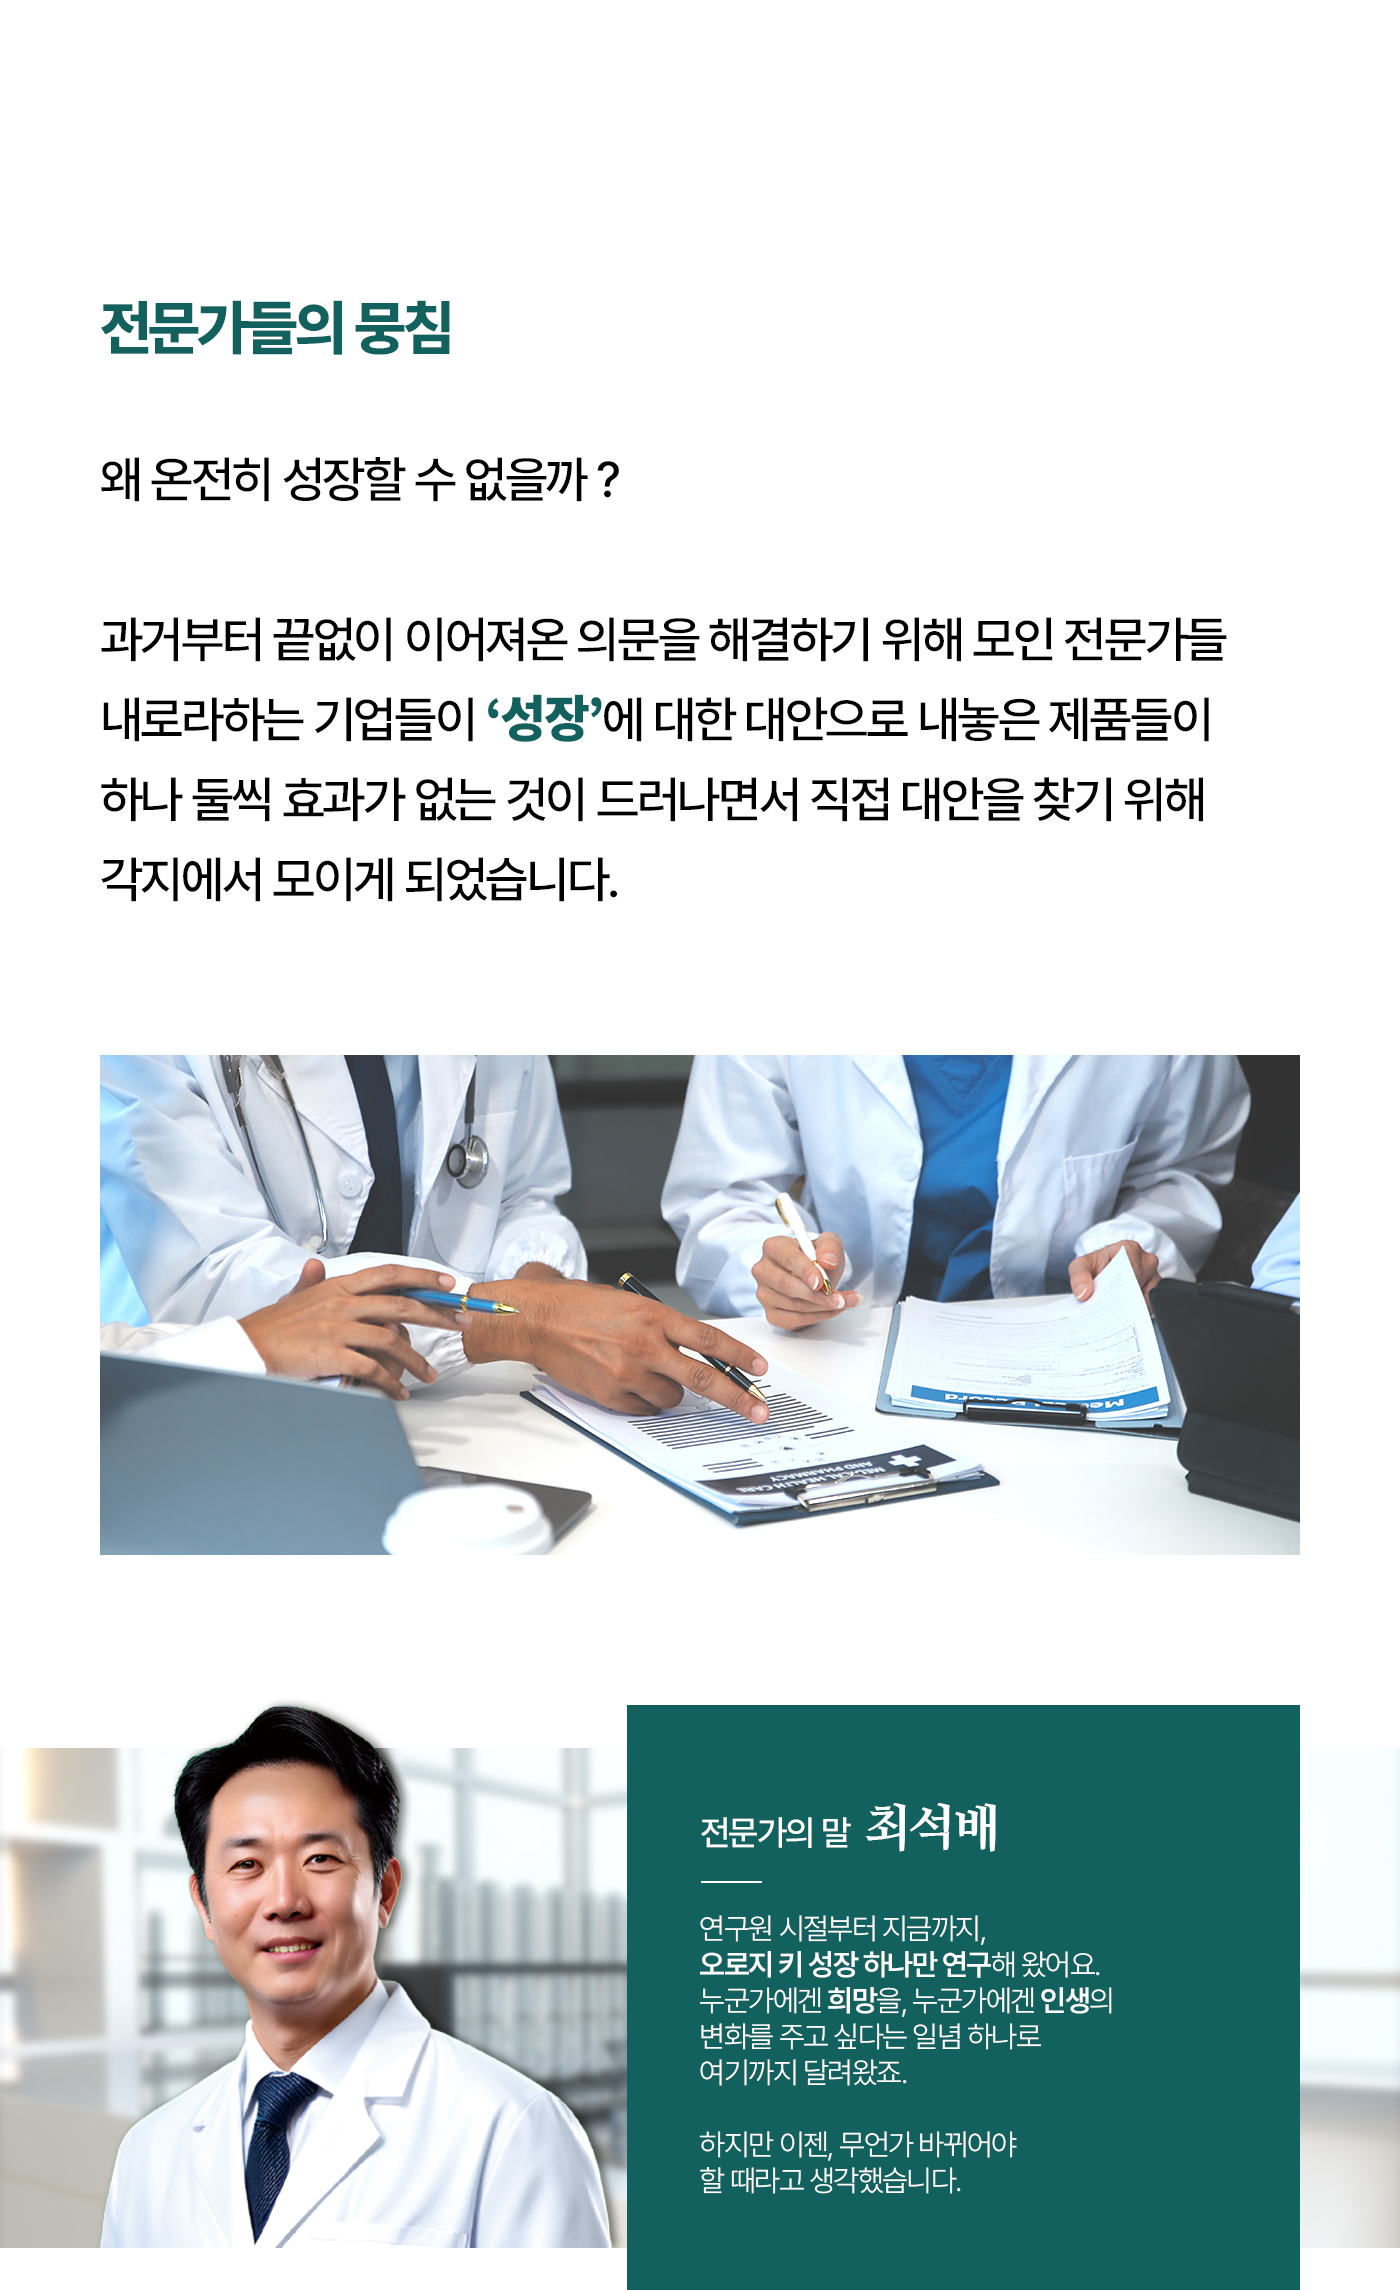 전문가들의 뭉침
왜 온전히 성장할 수 없을까 ?
과거부터 끝없이 이어져온 의문을 해결하기 위해 모인 전문가들
내로라하는 기업들이 ‘성장’에 대한 대안으로 내놓은 제품들이
하나 둘씩 효과가 없는 것이 드러나면서 직접 대안을 찾기 위해
각지에서 모이게 되었습니다.
MEDICAL HEALTH CARE
AND PHARMACY
전문가의 말 최석배
연구원 시절부터 지금까지,
오로지 키 성장 하나만 연구해 왔어요.
누군가에겐 희망을, 누군가에겐 인생의
변화를 주고 싶다는 일념 하나로
여기까지 달려왔죠.
하지만 이젠, 무언가 바뀌어야
할 때라고 생각했습니다.